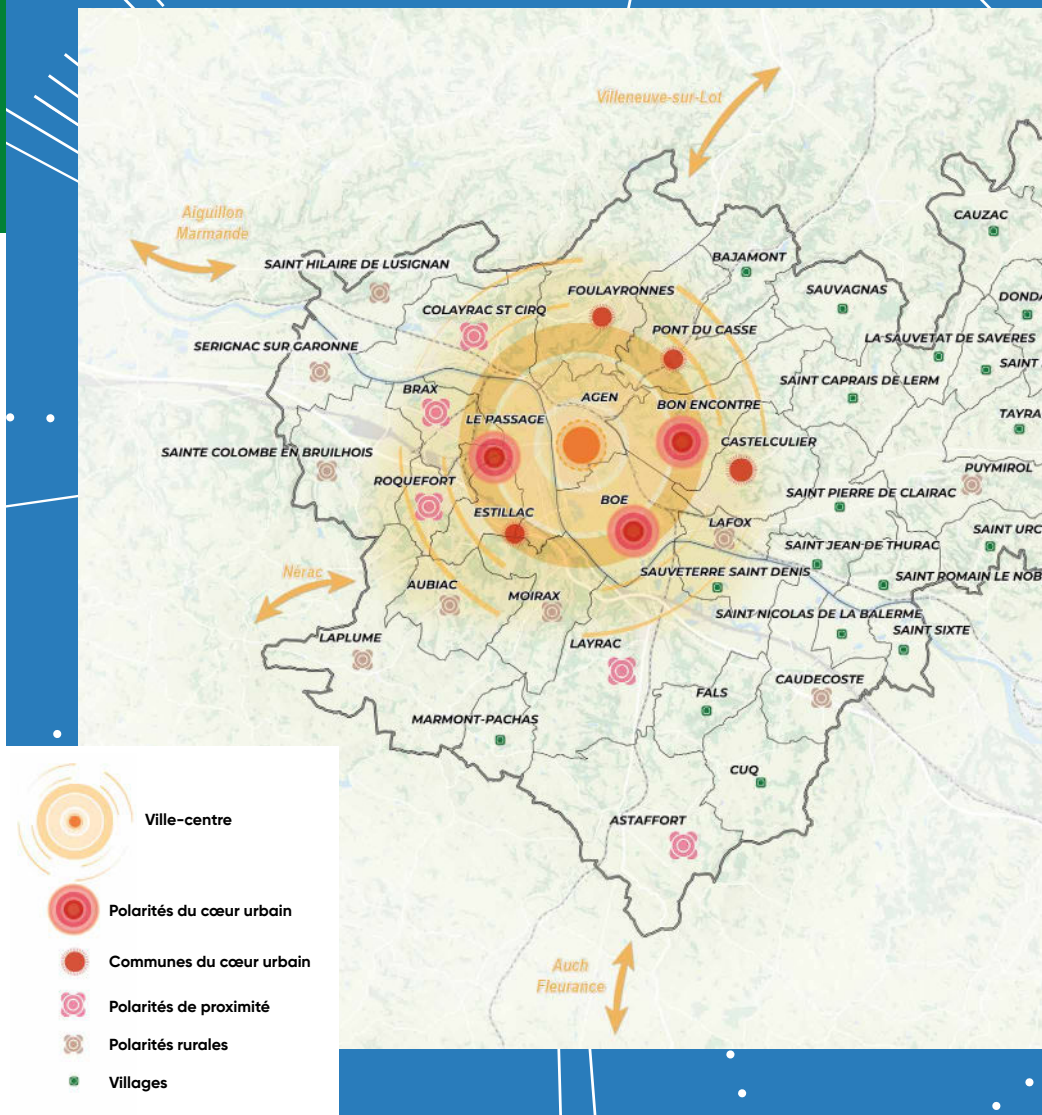 Villeneuve-sur-Lot
Aiguillon
Marmande
CAUZAC
BAJAMONT
SAINT HILAIRE DE LUSIGNAN
FOULAYRONNES
SAUVAGNAS
DONDA
COLAYRAC ST CIRQ
PONT DU CASSE
LA SAUVETAT DE SAVERES
SERIGNAC SUR GARONNE
SAINT
SAINT CAPRAIS DE LERM
BRAX
AGEN
BON ENCONTRE
TAYRA
LE PASSAGE
CASTELCULIER
SAINTE COLOMBE EN BRUILHOIS
PUYMIROL
ROQUEFORT
SAINT PIERRE DE CLAIRAC
BOE
ESTILLAC
LAFOX
SAINT URC
SAINT JEAN DE THURAC
Nérac
SAUVETERRE SAINT DENIS
SAINT ROMAIN LE NOB
AUBIAC
MOIRAX
SAINT NICOLAS DE LA BALERME
SAINT SIXTE
LAPLUME
LAYRAC
CAUDECOSTE
FALS
MARMONT-PACHAS
CUQ
ASTAFFORT
Auch
Fleurance
Ville-centre
Polarités du cœur urbain
Communes du cœur urbain
Polarités de proximité
Polarités rurales
Villages